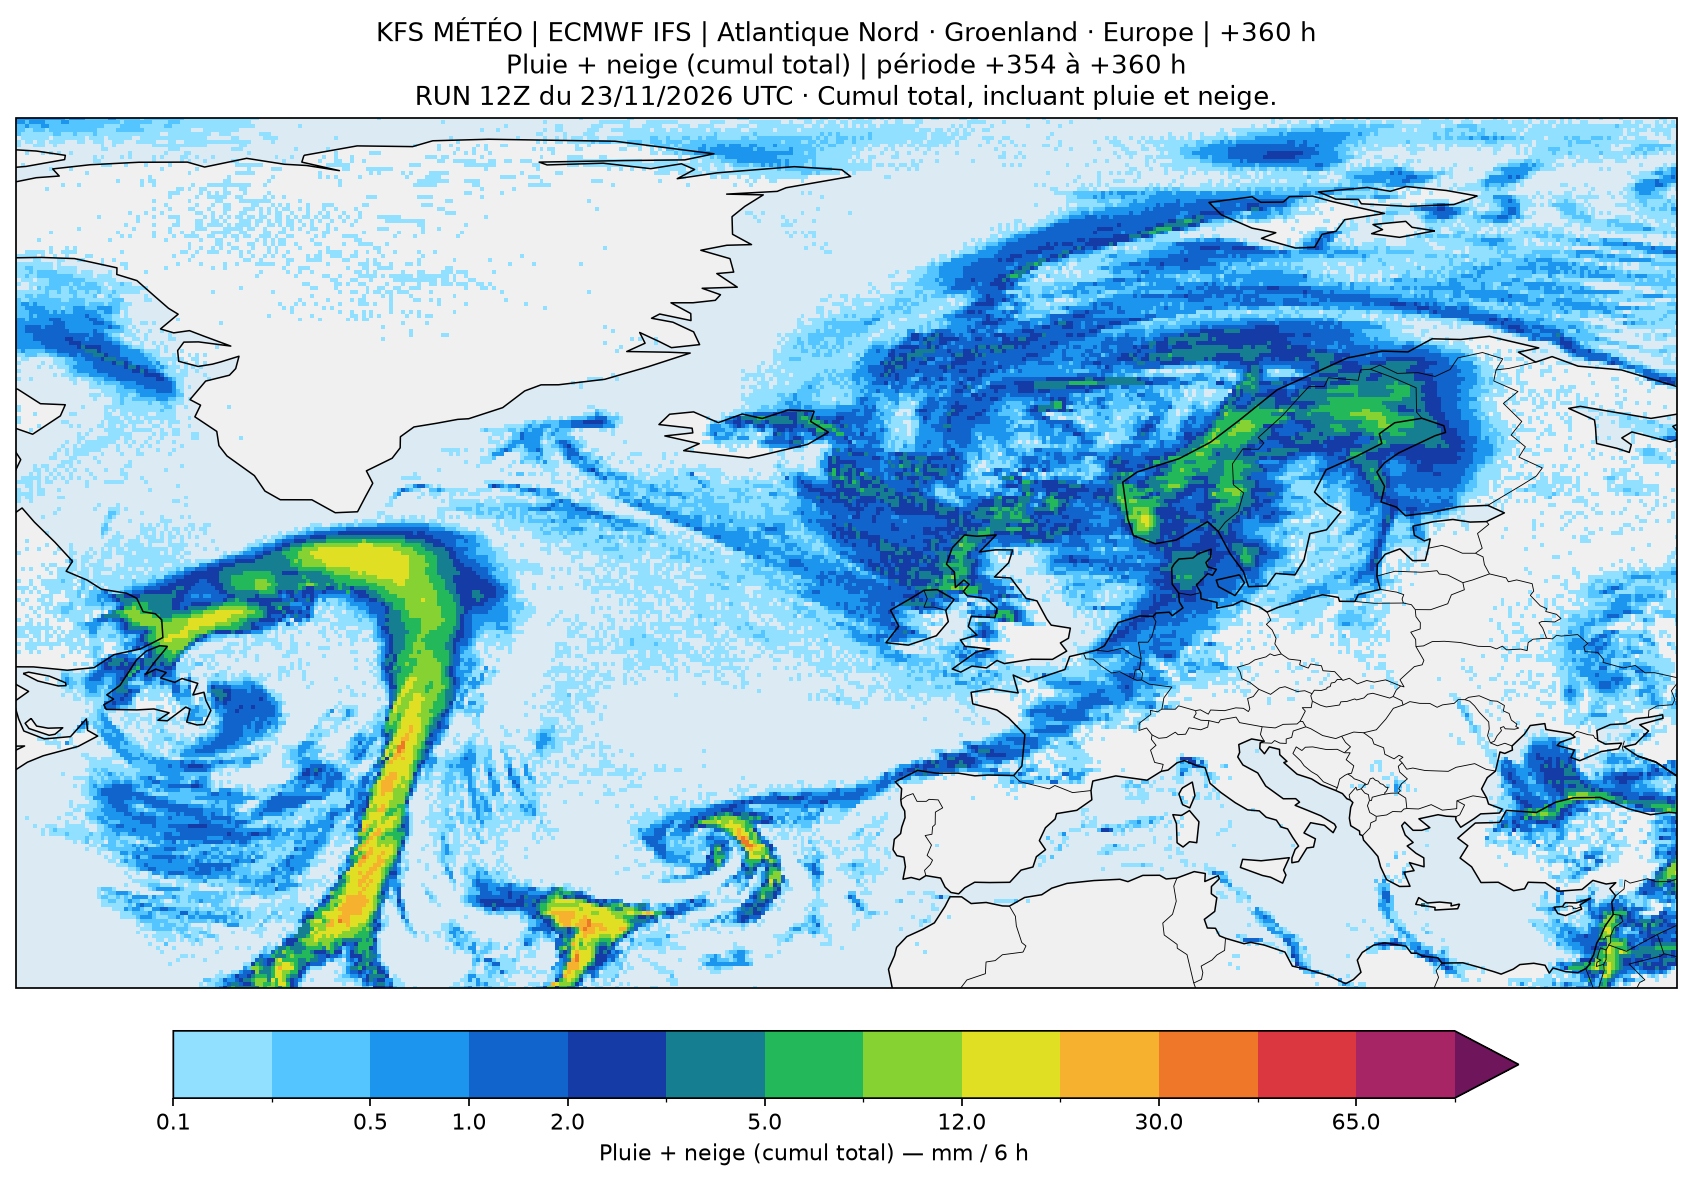 KFS MÉTÉO | ECMWF IFS | Atlantique Nord · Groenland · Europe | +360 h
Pluie + neige (cumul total) | période +354 à +360 h
RUN 12Z du 23/11/2026 UTC · Cumul total, incluant pluie et neige.
0.1 0.5 1.0 2.0 5.0 12.0 30.0 65.0
Pluie + neige (cumul total) — mm / 6 h